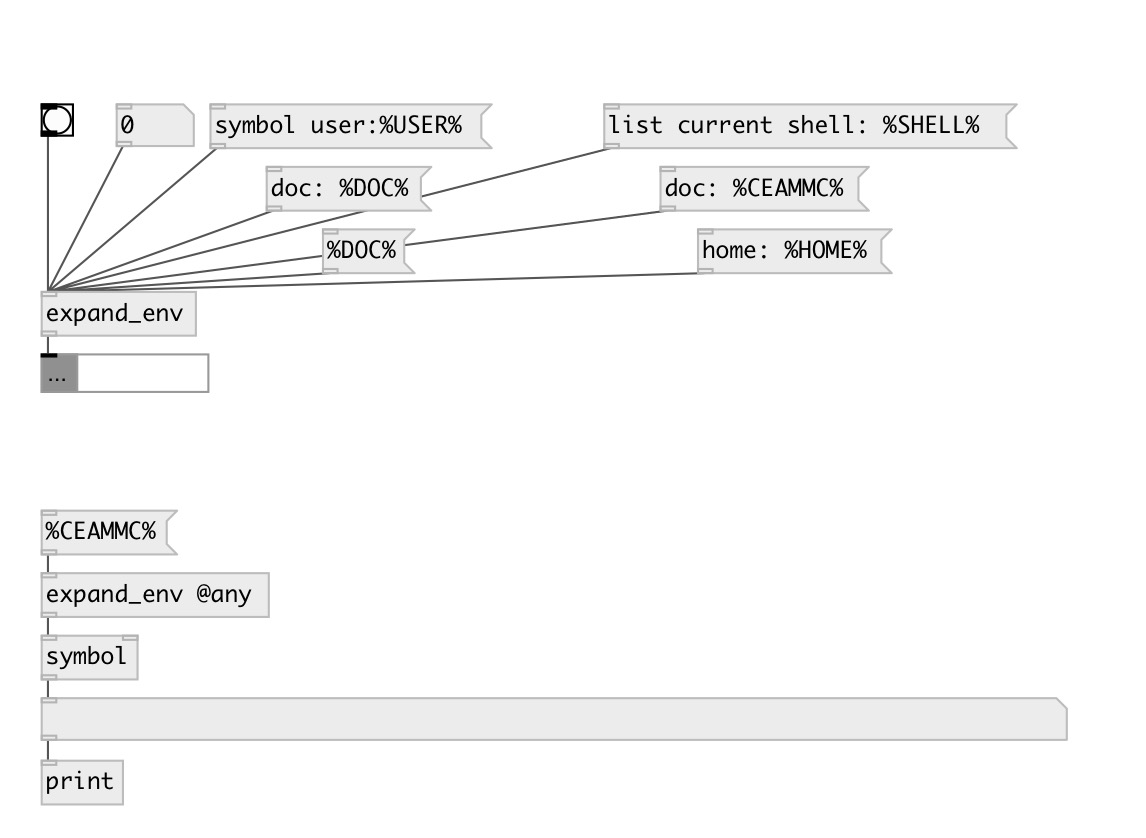 0
symbol user:%USER%
list current shell: %SHELL%
doc: %DOC%
doc: %CEAMMC%
%DOC%
home: %HOME%
expand_env
...
%CEAMMC%
expand_env @any
symbol
print